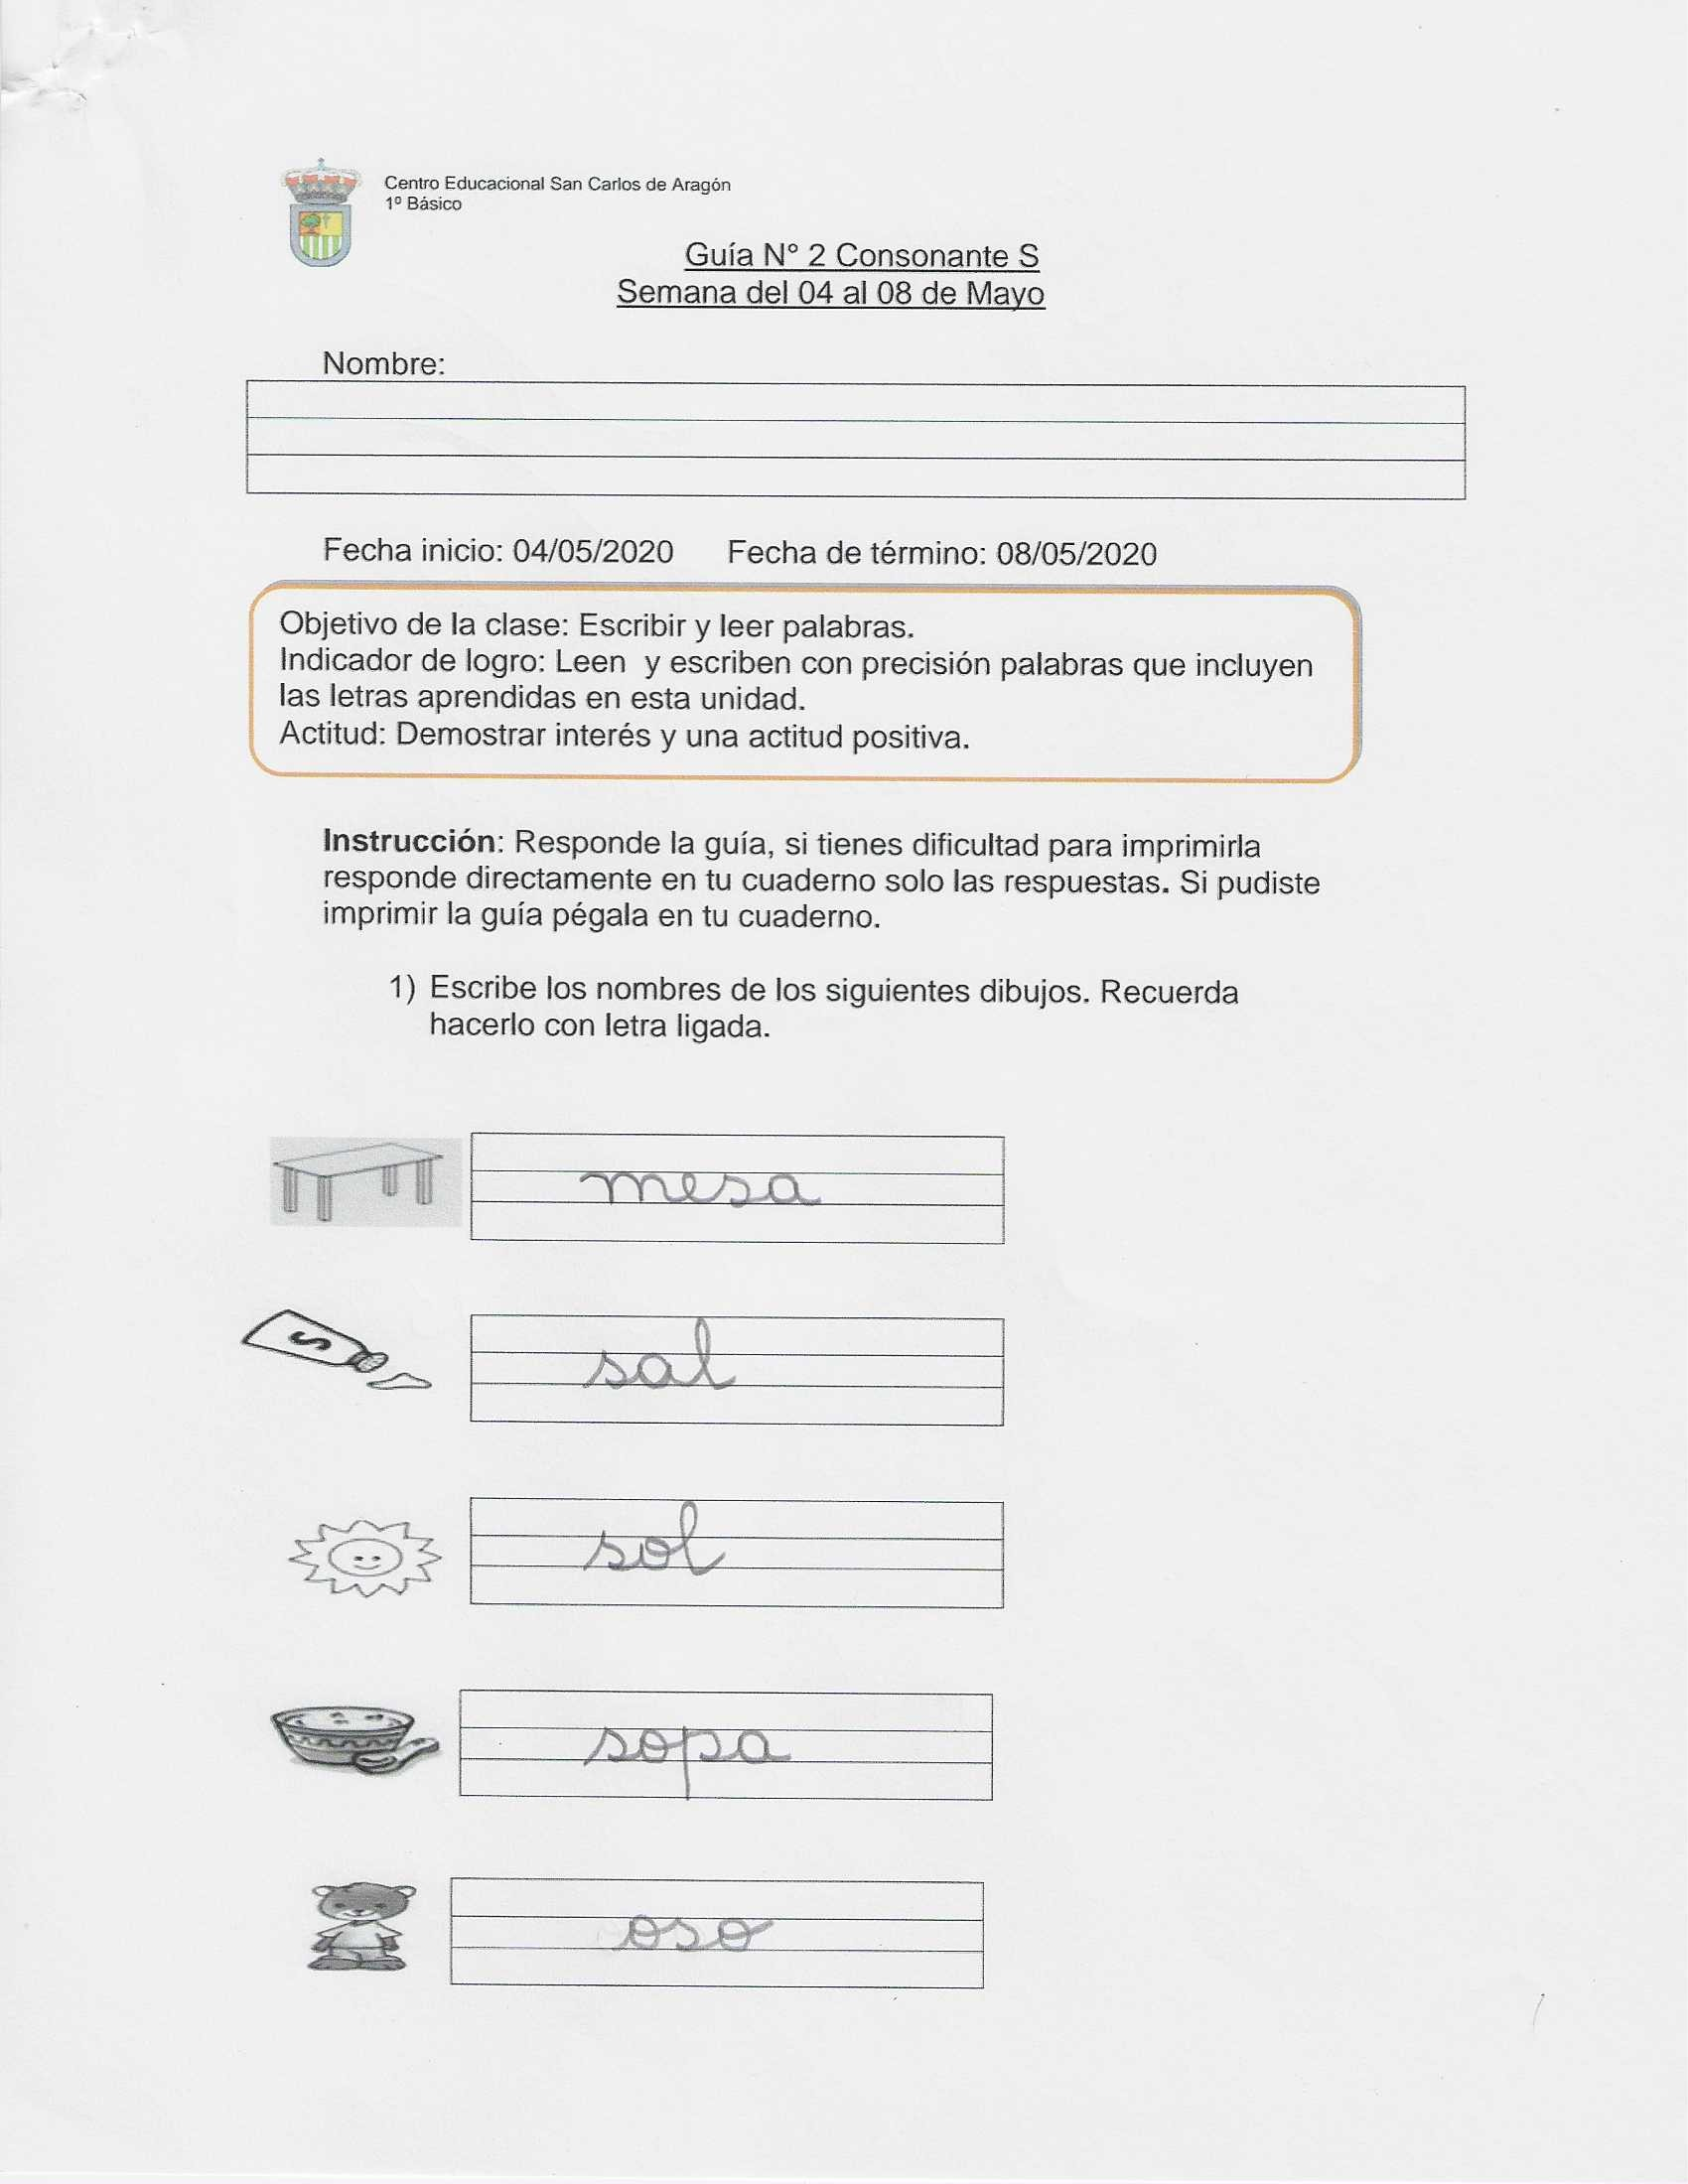 Centro Educacional San Carlos de Aragón
1º Básico
Guía N° 2 Consonante S
Semana del 04 al 08 de Mayo
Nombre:
Fecha inicio: 04/05/2020 Fecha de término: 08/05/2020
Objetivo de la clase: Escribir y leer palabras.
Indicador de logro: Leen y escriben con precisión palabras que incluyen
las letras aprendidas en esta unidad.
Actitud: Demostrar interés y una actitud positiva.
Instrucción: Responde la guía, si tienes dificultad para imprimirla
responde directamente en tu cuaderno solo las respuestas. Si pudiste
imprimir la guía pégala en tu cuaderno.
1) Escribe los nombres de los siguientes dibujos. Recuerda
hacerlo con letra ligada.
mesa
S
sal
sol
sopa
oso